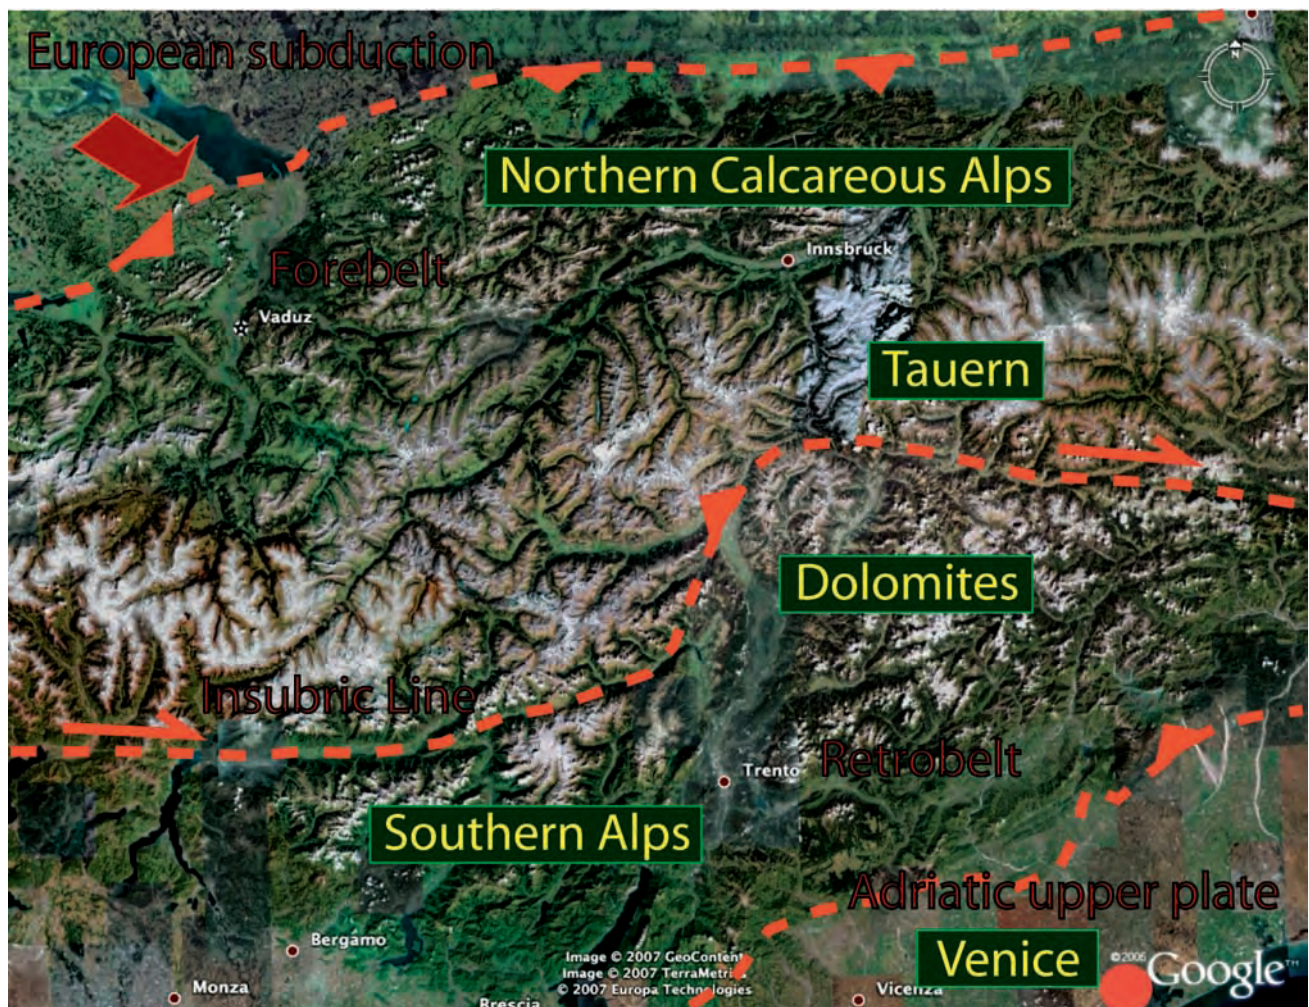 European subduction
N
Northern Calcareous Alps
Innsbruck
Forebelt
Vaduz
Tauern
Dolomites
Insubric Line
Trento
Retrobelt
Southern Alps
Adriatic upper plate
Bergamo
Venice
Image © 2007 GeoContent
Image © 2007 TerraMetrics
© 2007 Europa Technologies
©2006 Google™
Monza
Brescia
Vicenza